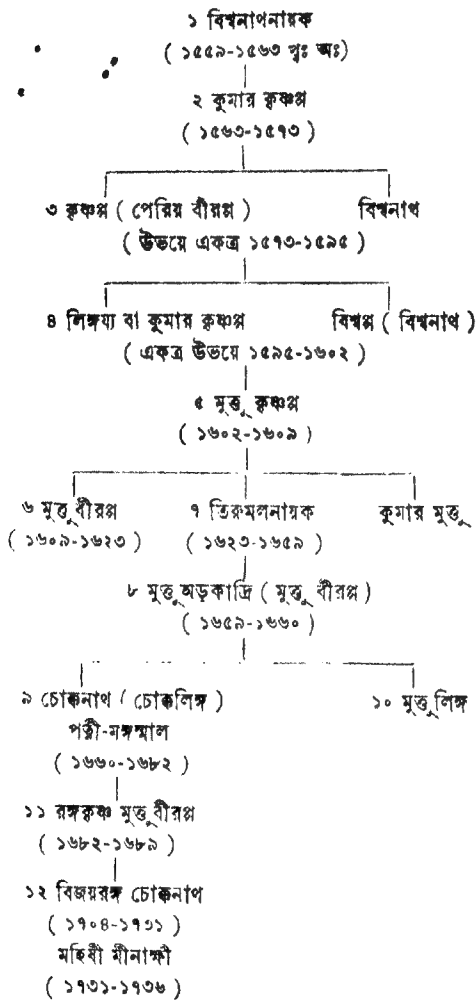 ১ বিশ্বনাথনায়ক
( ১৫৫৯-১৫৬৩ খৃঃ অঃ)
২ কুমার কৃষ্ণপ্প
( ১৫৬৩-১৫৭৩ )
৩ কৃষ্ণপ্প ( পেরিয় বীরপ্প ) বিশ্বনাথ
( উভয়ে একত্র ১৫৭৩-১৫৯৫ )
৪ লিঙ্গয্য বা কুমার কৃষ্ণপ্প বিশ্বপ্প ( বিশ্বনাথ )
( একত্র উভয়ে ১৫৯৫-১৬০২ )
৫ মুত্তু কৃষ্ণপ্প
( ১৬০২-১৬০৯ )
৬ মুত্তু বীরপ্প ৭ তিরুমলনায়ক কুমার মুত্তু
( ১৬০৯-১৬২৩ ) ( ১৬২৩-১৬৫৯ )
৮ মুত্তু অড়কাদ্রি ( মুত্তু বীরপ্প )
( ১৬৫৯-১৬৬০ )
৯ চোক্কনাথ ( চোক্কলিঙ্গ ) ১০ মুত্তু লিঙ্গ
পত্নী-মঙ্গম্মাল
( ১৬৬০-১৬৮২ )
১১ রঙ্গকৃষ্ণ মুত্তু বীরপ্প
( ১৬৮২-১৬৮৯ )
১২ বিজয়রঙ্গ চোক্কনাথ
( ১৭০৪-১৭৩১ )
মহিষী মীনাক্ষী
( ১৭৩১-১৭৩৬ )